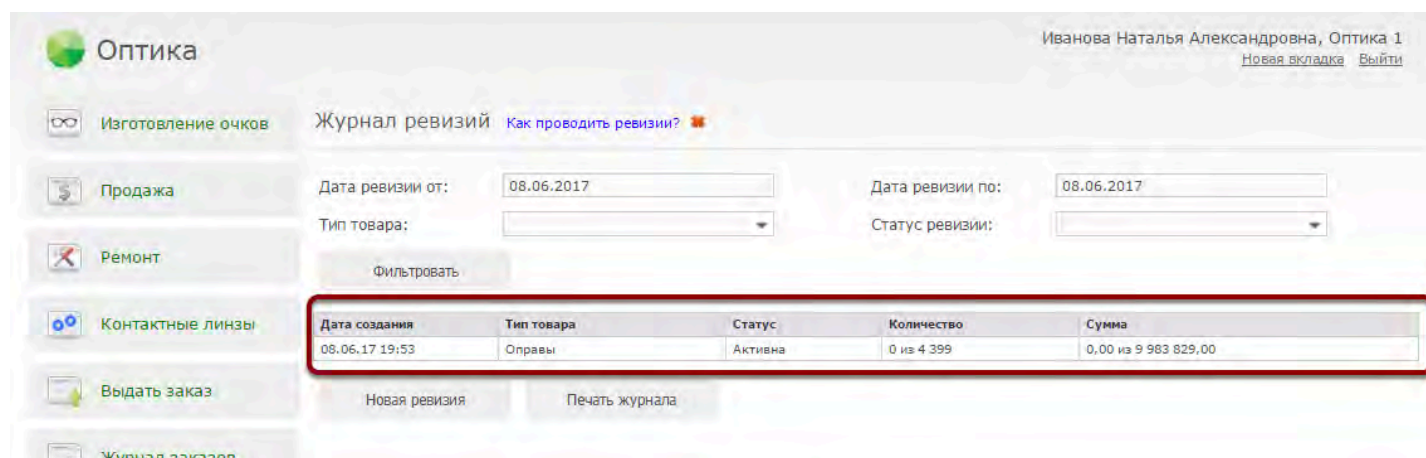 Оптика
Иванова Наталья Александровна, Оптика 1
Новая вкладка Выйти
Изготовление очков
Журнал ревизий Как проводить ревизии?
Продажа
Дата ревизии от: 08.06.2017 Дата ревизии по: 08.06.2017
Тип товара: Статус ревизии:
Ремонт
Фильтровать
Контактные линзы
Дата создания Тип товара Статус Количество Сумма
08.06.17 19:53 Оправы Активна 0 из 4 399 0,00 из 9 983 829,00
Выдать заказ
Новая ревизия Печать журнала
Журнал заказов